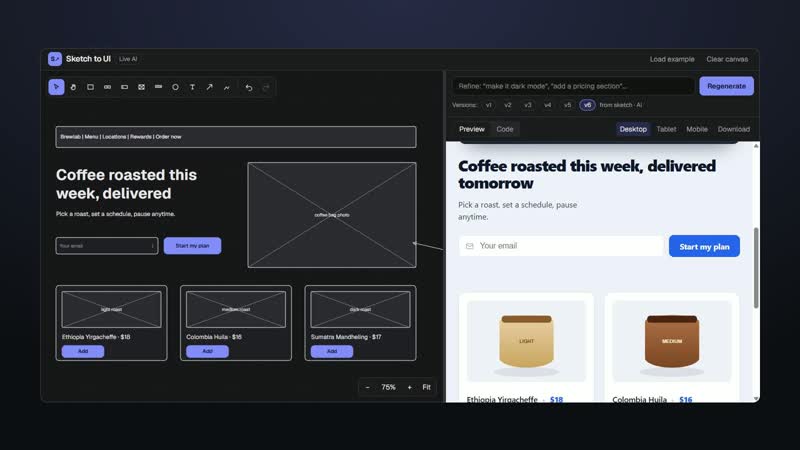 S↗ Sketch to UI Live AI
Load example Clear canvas
T
Refine: "make it dark mode", "add a pricing section"...
Regenerate
Versions: v1 v2 v3 v4 v5 v6 from sketch · AI
Preview Code
Desktop Tablet Mobile Download
Brewlab | Menu | Locations | Rewards | Order now
Coffee roasted this
week, delivered
Pick a roast, set a schedule, pause anytime.
Your email
Start my plan
coffee bag photo
light roast
Ethiopia Yirgacheffe · $18
Add
medium roast
Colombia Huila · $16
Add
dark roast
Sumatra Mandheling · $17
Add
− 75% + Fit
Coffee roasted this week, delivered
tomorrow
Pick a roast, set a schedule, pause
anytime.
Your email
Start my plan
LIGHT
Ethiopia Yirgacheffe · $18
MEDIUM
Colombia Huila · $16